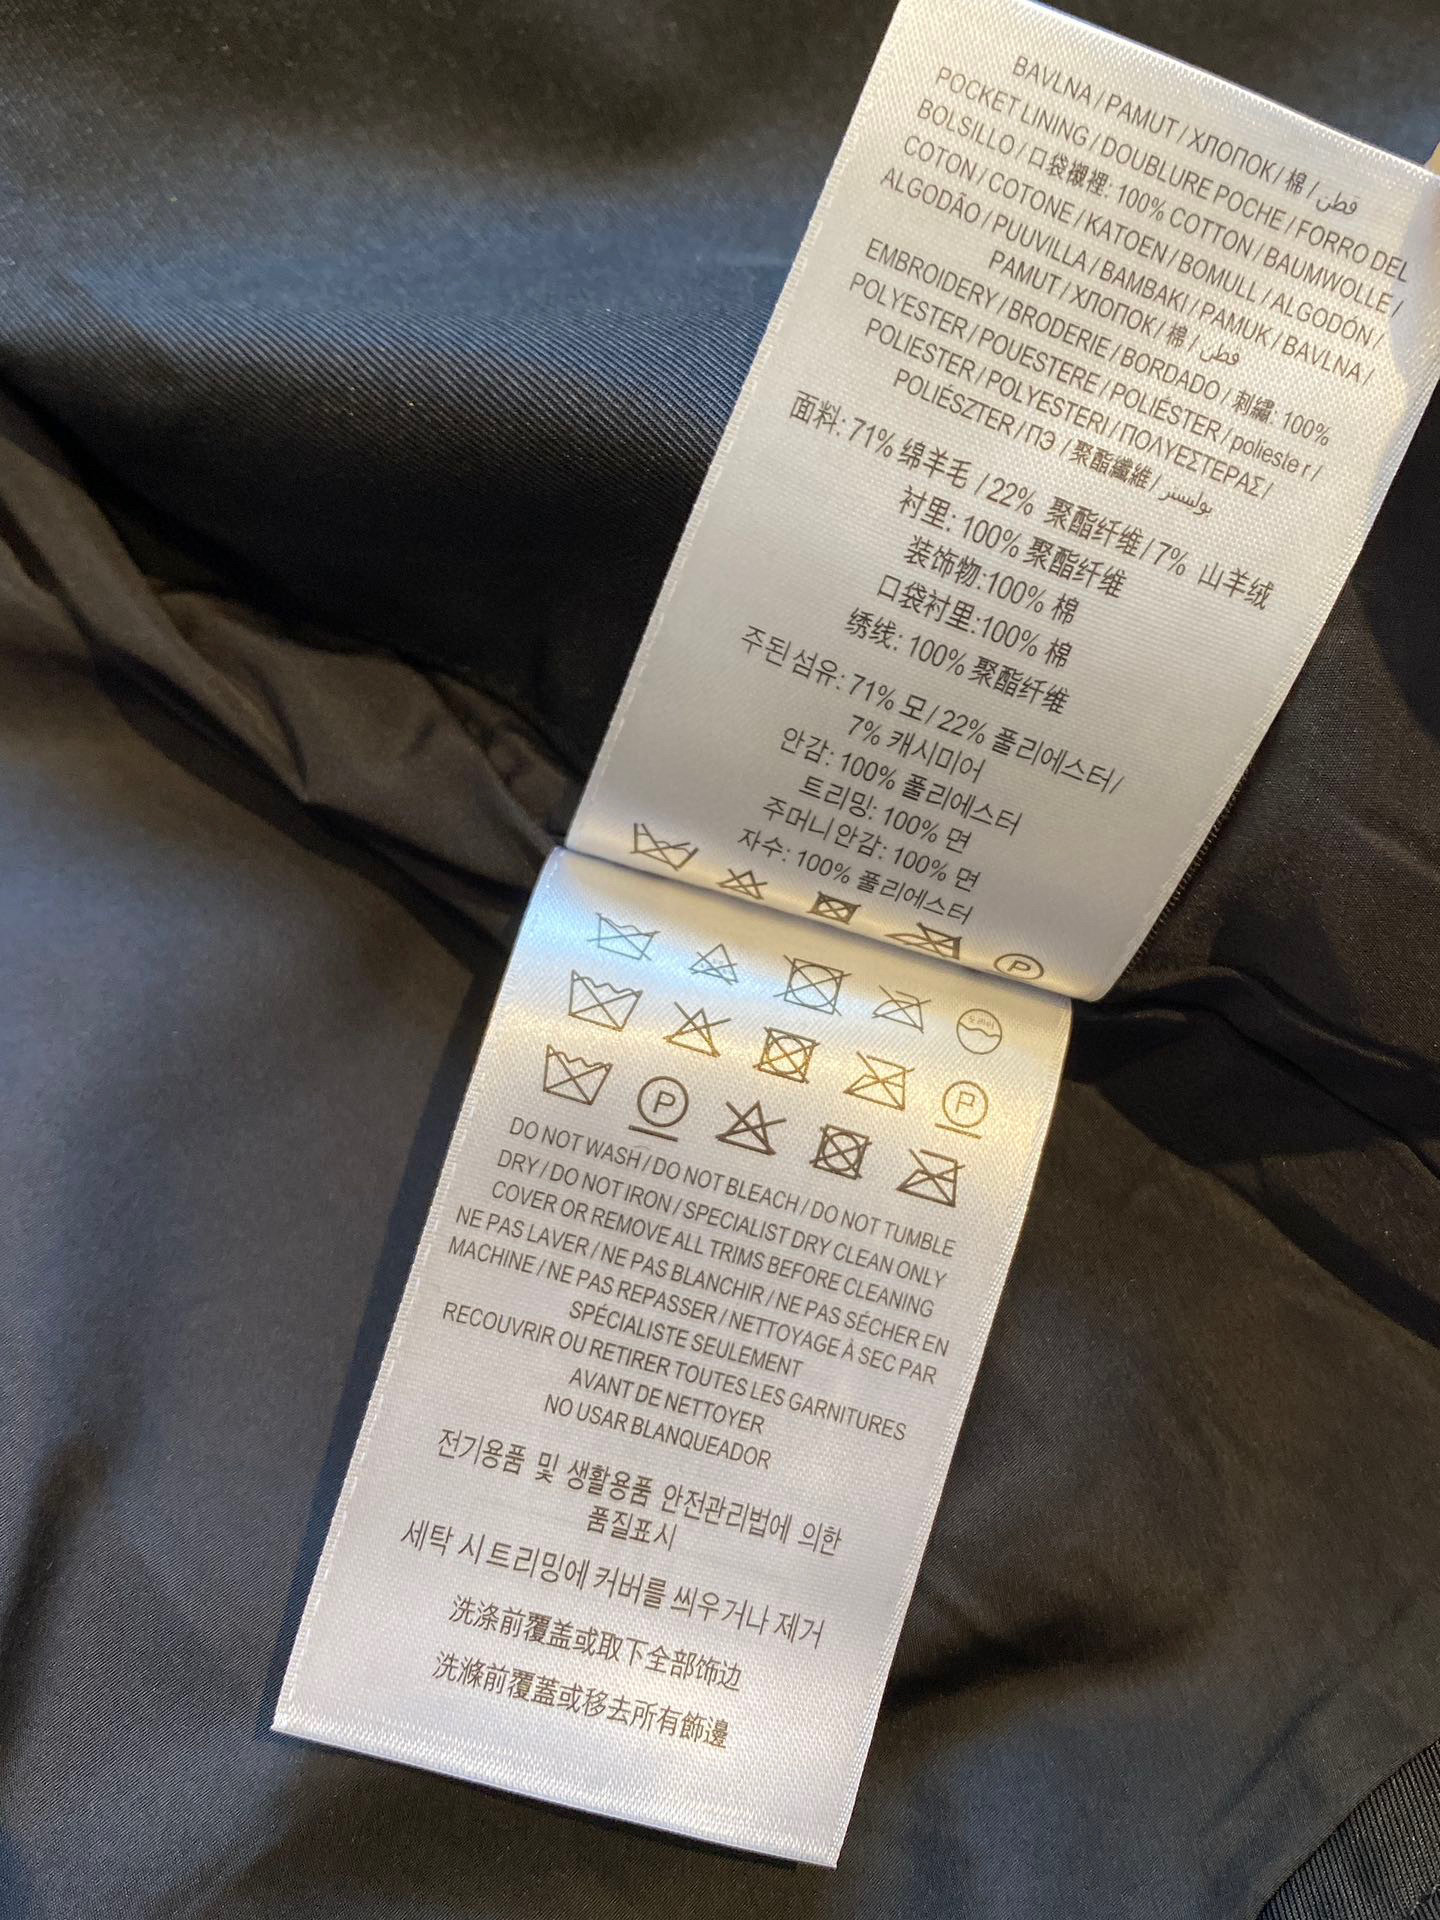 BAVLNA / PAMUT / ХЛОПОК / 棉 / قطن
POCKET LINING / DOUBLURE POCHE / FORRO DEL
BOLSILLO / 口袋襯裡: 100% COTTON / BAUMWOLLE /
COTON / COTONE / KATOEN / BOMULL / ALGODÓN /
ALGODÃO / PUUVILLA / BAMBAKI / PAMUK / BAVLNA /
PAMUT / ХЛОПОК / 棉 / قطن
EMBROIDERY / BRODERIE / BORDADO / 刺繡: 100%
POLYESTER / POUESTERE / POLIÉSTER / polieste r /
POLIESTER / POLYESTERI / ΠΟΛΥΕΣΤΕΡΑΣ /
POLIÉSZTER / ПЭ / 聚酯纖維 / بوليستر
面料: 71% 绵羊毛 / 22% 聚酯纤维 / 7% 山羊绒
衬里: 100% 聚酯纤维
装饰物:100% 棉
口袋衬里:100% 棉
绣线: 100% 聚酯纤维
주된 섬유: 71% 모 / 22% 폴리에스터 /
7% 캐시미어
안감: 100% 폴리에스터
트리밍: 100% 면
주머니 안감: 100% 면
자수: 100% 폴리에스터
P
드라이
P
P
DO NOT WASH / DO NOT BLEACH / DO NOT TUMBLE
DRY / DO NOT IRON / SPECIALIST DRY CLEAN ONLY
COVER OR REMOVE ALL TRIMS BEFORE CLEANING
NE PAS LAVER / NE PAS BLANCHIR / NE PAS SÉCHER EN
MACHINE / NE PAS REPASSER / NETTOYAGE À SEC PAR
SPÉCIALISTE SEULEMENT
RECOUVRIR OU RETIRER TOUTES LES GARNITURES
AVANT DE NETTOYER
NO USAR BLANQUEADOR
전기용품 및 생활용품 안전관리법에 의한
품질표시
세탁 시 트리밍에 커버를 씌우거나 제거
洗涤前覆盖或取下全部饰边
洗滌前覆蓋或移去所有飾邊